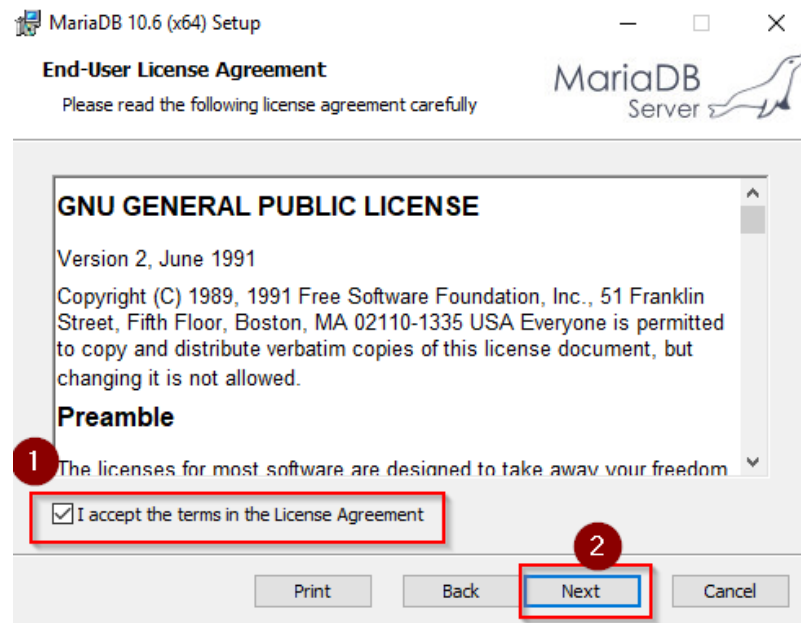 MariaDB 10.6 (x64) Setup
End-User License Agreement
Please read the following license agreement carefully
MariaDB
Server
GNU GENERAL PUBLIC LICENSE
Version 2, June 1991
Copyright (C) 1989, 1991 Free Software Foundation, Inc., 51 Franklin
Street, Fifth Floor, Boston, MA 02110-1335 USA Everyone is permitted
to copy and distribute verbatim copies of this license document, but
changing it is not allowed.
Preamble
1
The licenses for most software are designed to take away your freedom
I accept the terms in the License Agreement
2
Print Back Next Cancel